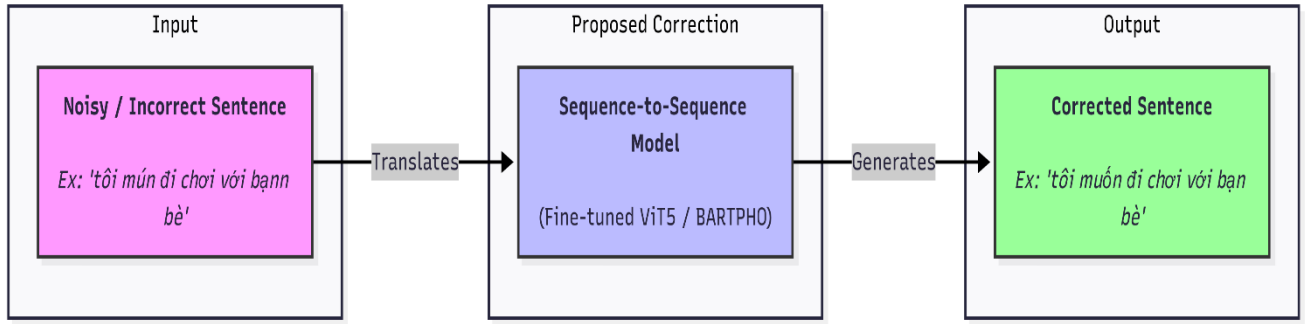 Input
Noisy / Incorrect Sentence
Ex: 'tôi mún đi chơi với bạnn
bè'
Translates
Proposed Correction
Sequence-to-Sequence
Model
(Fine-tuned ViT5 / BARTPHO)
Generates
Output
Corrected Sentence
Ex: 'tôi muốn đi chơi với bạn
bè'